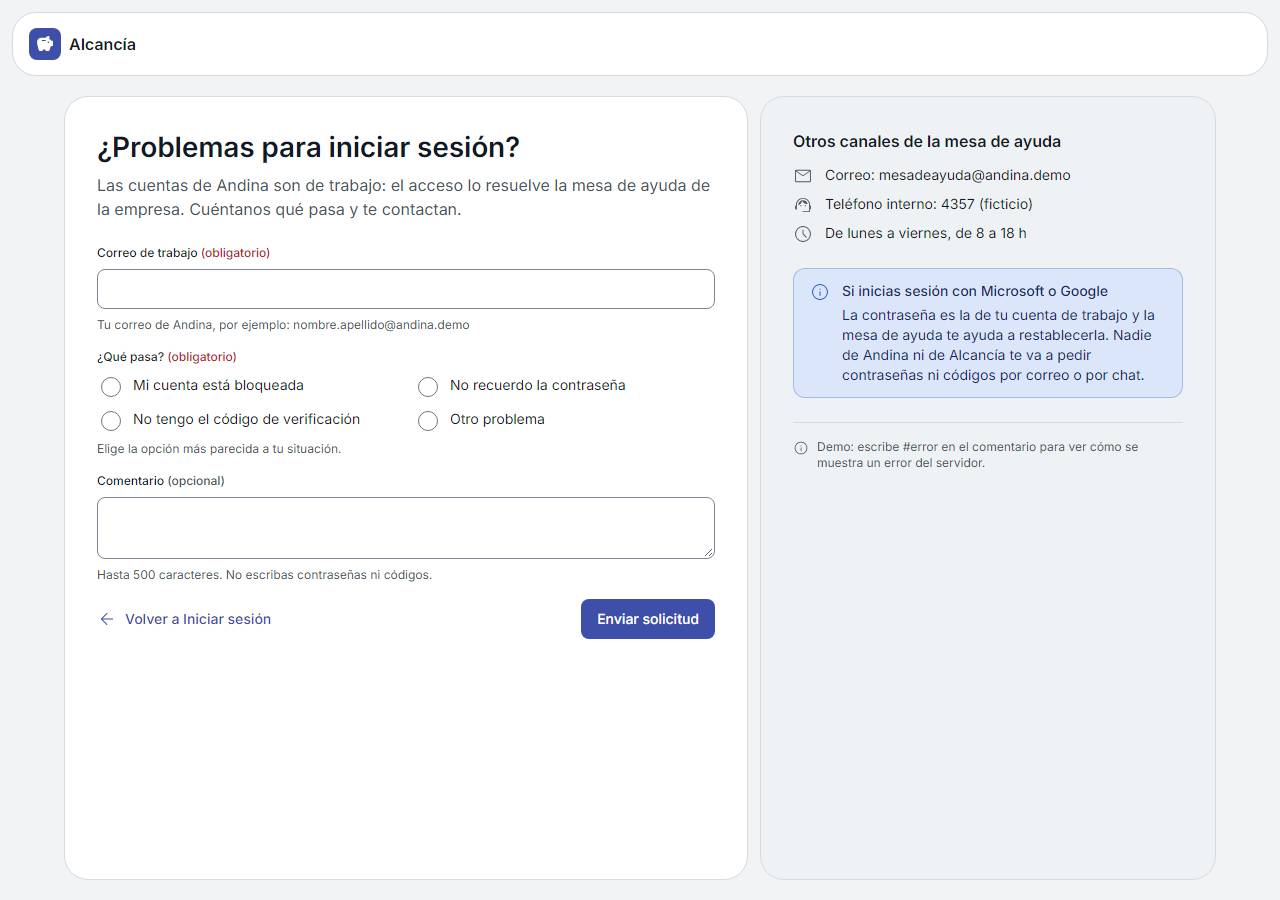 Alcancía
¿Problemas para iniciar sesión?
Las cuentas de Andina son de trabajo: el acceso lo resuelve la mesa de ayuda de
la empresa. Cuéntanos qué pasa y te contactan.
Correo de trabajo (obligatorio)
Tu correo de Andina, por ejemplo: nombre.apellido@andina.demo
¿Qué pasa? (obligatorio)
Mi cuenta está bloqueada
No recuerdo la contraseña
No tengo el código de verificación
Otro problema
Elige la opción más parecida a tu situación.
Comentario (opcional)
Hasta 500 caracteres. No escribas contraseñas ni códigos.
Volver a Iniciar sesión
Enviar solicitud
Otros canales de la mesa de ayuda
Correo: mesadeayuda@andina.demo
Teléfono interno: 4357 (ficticio)
De lunes a viernes, de 8 a 18 h
Si inicias sesión con Microsoft o Google
La contraseña es la de tu cuenta de trabajo y la
mesa de ayuda te ayuda a restablecerla. Nadie
de Andina ni de Alcancía te va a pedir
contraseñas ni códigos por correo o por chat.
Demo: escribe #error en el comentario para ver cómo se
muestra un error del servidor.